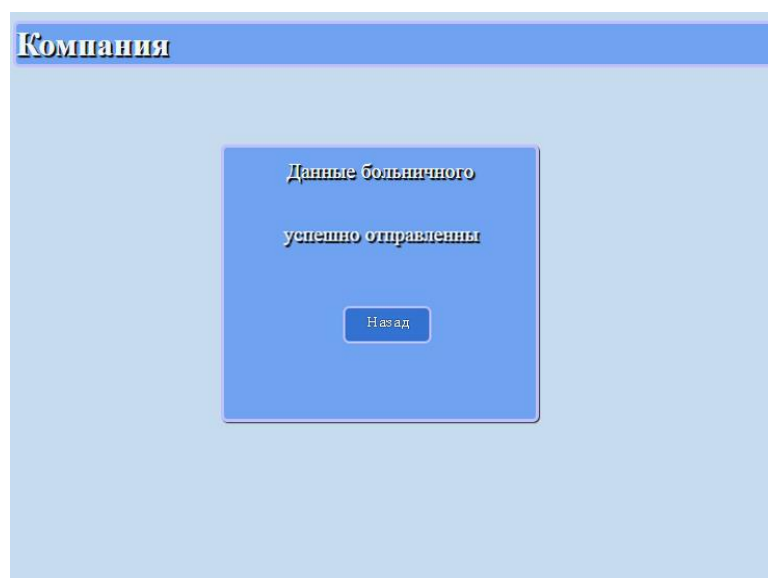 Компания
Данные больничного
успешно отправленны
Назад